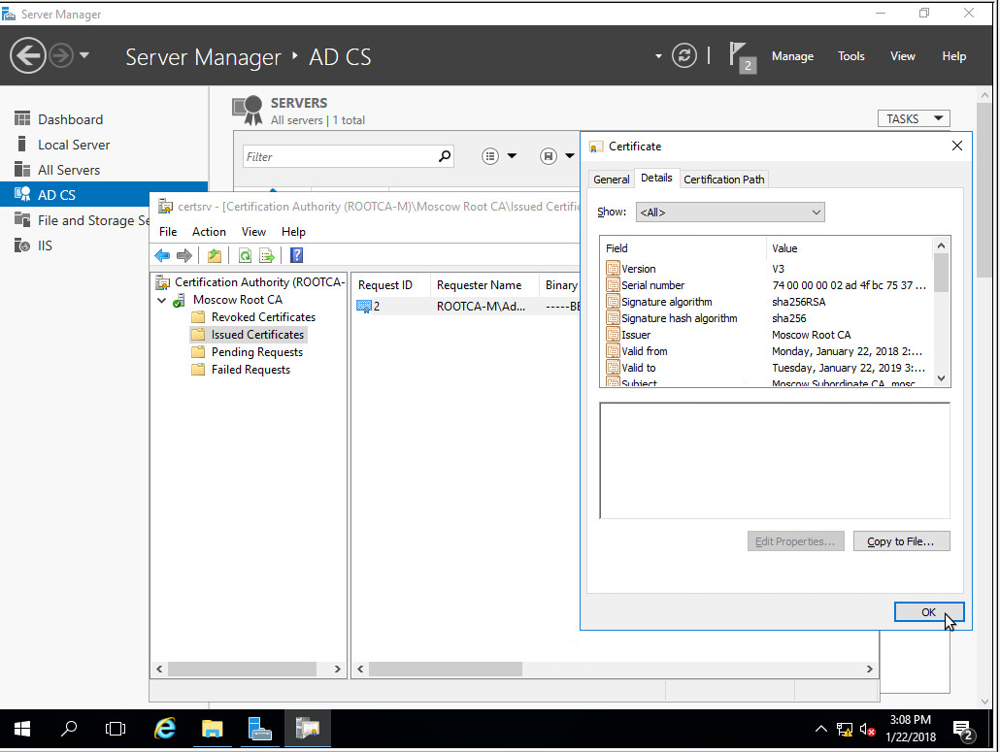 Server Manager
Server Manager ‣ AD CS
2
Manage Tools View Help
Dashboard
Local Server
All Servers
AD CS
File and Storage Se
IIS
SERVERS
All servers | 1 total
TASKS
Filter
certsrv - [Certification Authority (ROOTCA-M)\Moscow Root CA\Issued Certific
File Action View Help
Certification Authority (ROOTCA-
Moscow Root CA
Revoked Certificates
Issued Certificates
Pending Requests
Failed Requests
Request ID Requester Name Binary
2 ROOTCA-M\Ad... -----BE
Certificate
General Details Certification Path
Show: <All>
Field Value
Version V3
Serial number 74 00 00 00 02 ad 4f bc 75 37 ...
Signature algorithm sha256RSA
Signature hash algorithm sha256
Issuer Moscow Root CA
Valid from Monday, January 22, 2018 2:...
Valid to Tuesday, January 22, 2019 3:...
Subject Moscow Subordinate CA, mosc
Edit Properties... Copy to File...
OK
3:08 PM
1/22/2018
2